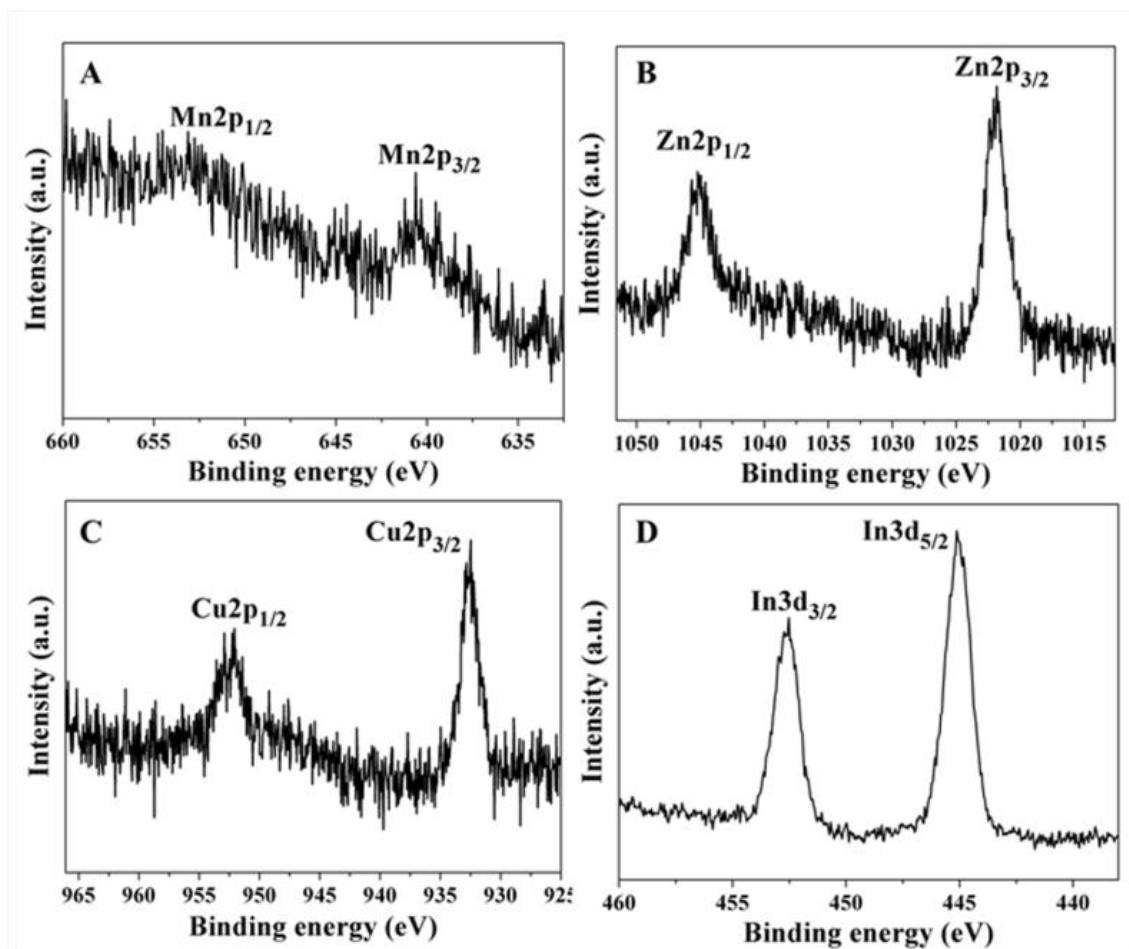 A
Mn2p1/2
Mn2p3/2
Intensity (a.u.)
660 655 650 645 640 635
Binding energy (eV)
B
Zn2p3/2
Zn2p1/2
Intensity (a.u.)
1050 1045 1040 1035 1030 1025 1020 1015
Binding energy (eV)
C
Cu2p3/2
Cu2p1/2
Intensity (a.u.)
965 960 955 950 945 940 935 930 925
Binding energy (eV)
D
In3d5/2
In3d3/2
Intensity (a.u.)
460 455 450 445 440
Binding energy (eV)